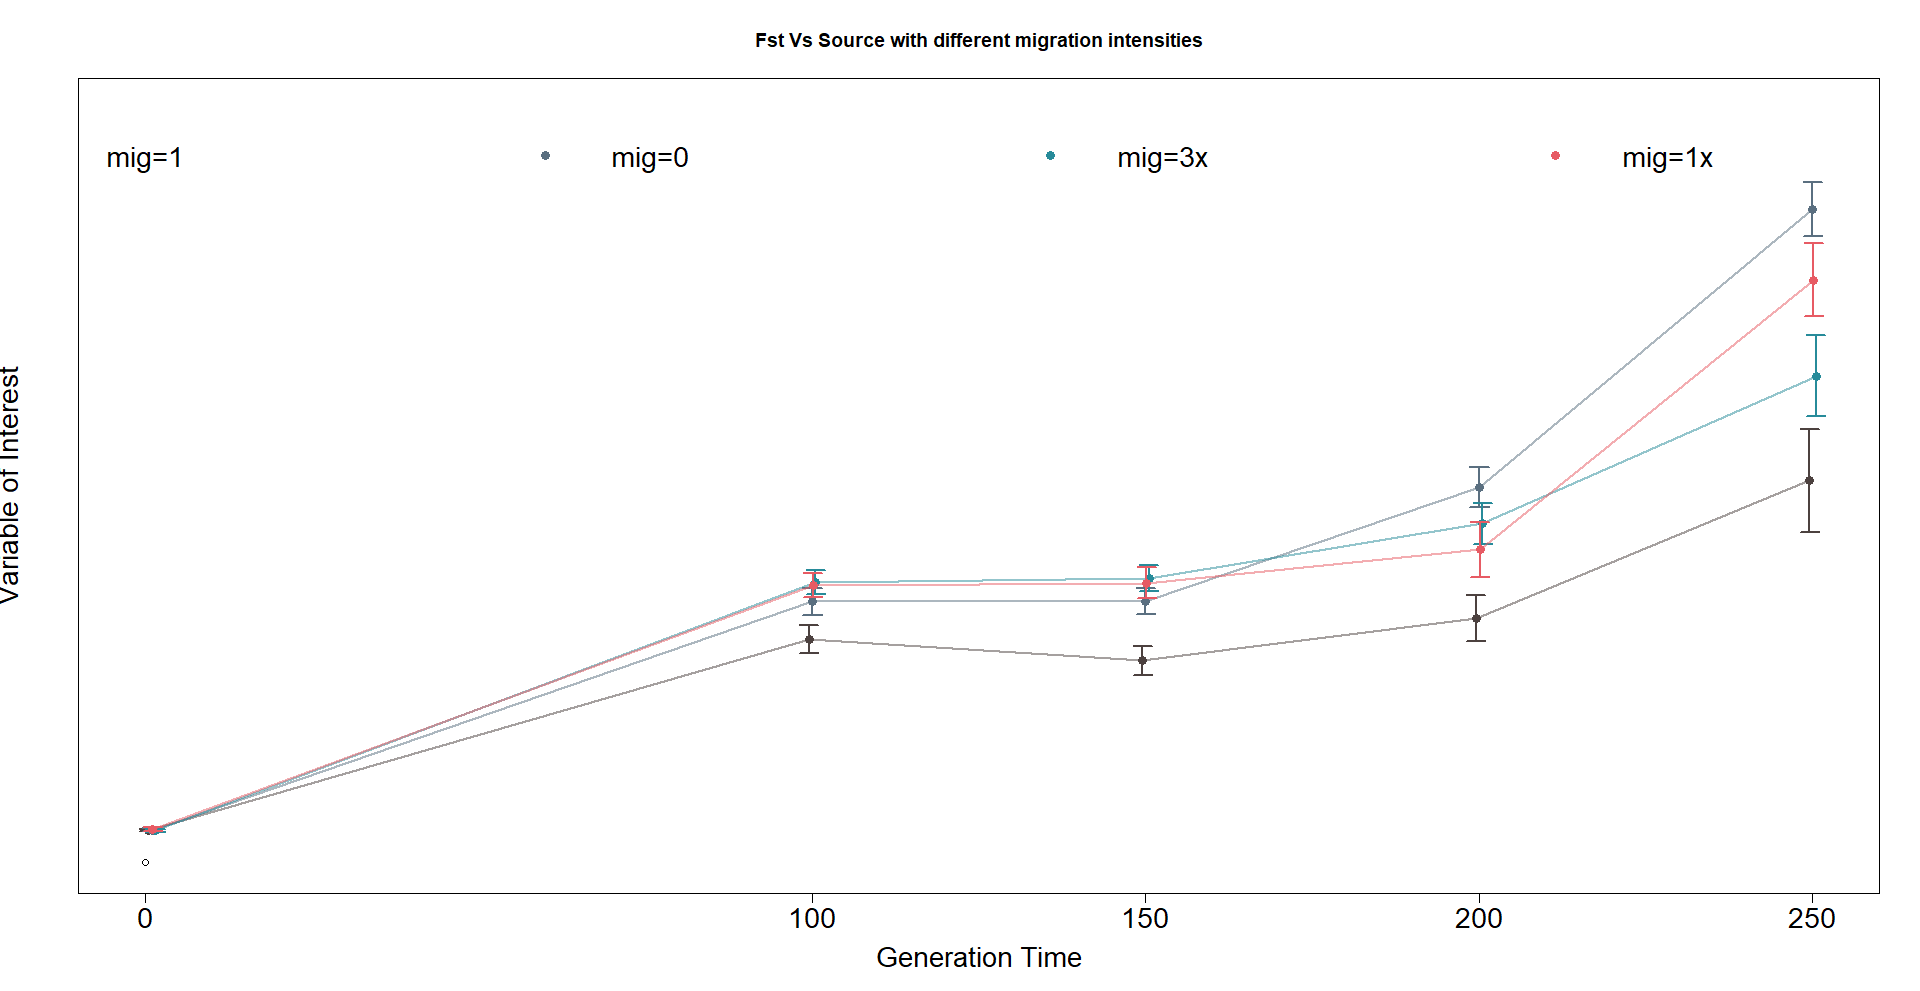 Fst Vs Source with different migration intensities
mig=1 mig=0 mig=3x mig=1x
Variable of Interest
0 100 150 200 250
Generation Time